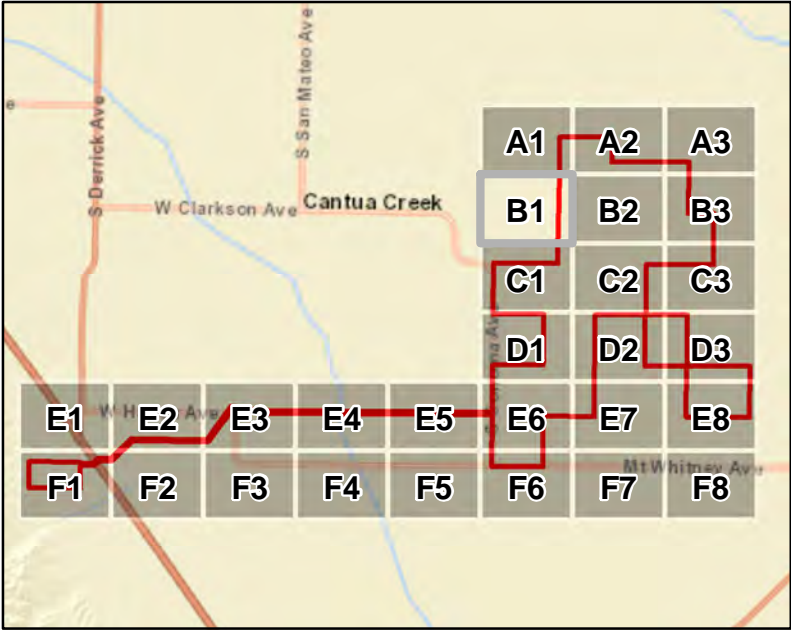 e
S Derrick Ave
S San Mateo Ave
W Clarkson Ave
Cantua Creek
A1 A2 A3
B1 B2 B3
C1 C2 C3
D1 D2 D3
E1 E2 E3 E4 E5 E6 E7 E8
W H Ave
Mt Whitney Ave
F1 F2 F3 F4 F5 F6 F7 F8